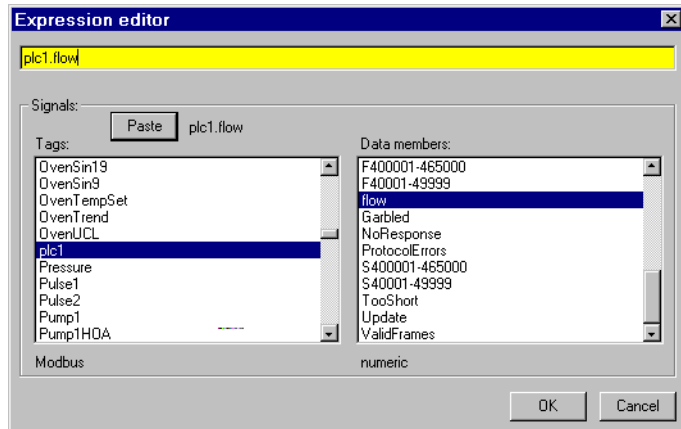 Expression editor
plc1.flow
Signals:
Paste plc1.flow
Tags:
OvenSin19
OvenSin9
OvenTempSet
OvenTrend
OvenUCL
plc1
Pressure
Pulse1
Pulse2
Pump1
Pump1HOA
Modbus
Data members:
F400001-465000
F40001-49999
flow
Garbled
NoResponse
ProtocolErrors
S400001-465000
S40001-49999
TooShort
Update
ValidFrames
numeric
OK Cancel